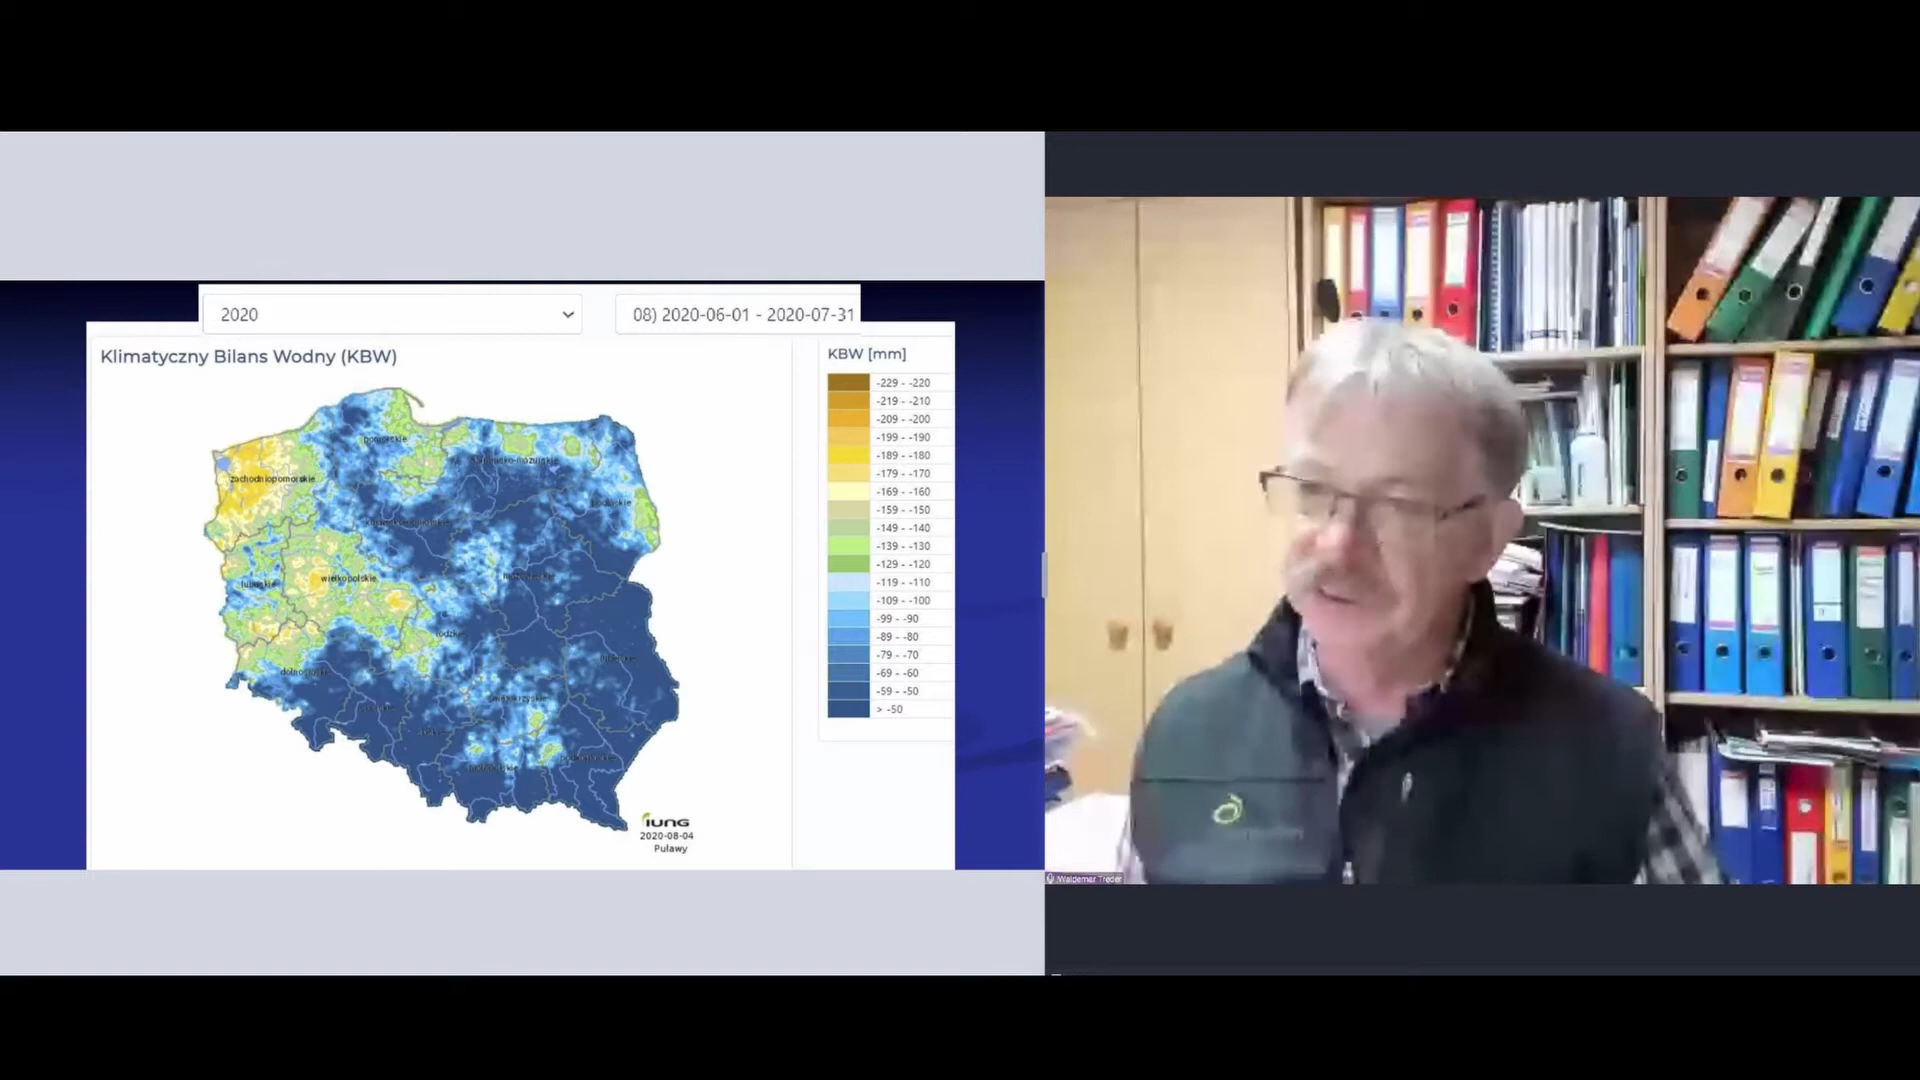 2020
08) 2020-06-01 - 2020-07-31
Klimatyczny Bilans Wodny (KBW)
KBW [mm]
-229 - -220
-219 - -210
-209 - -200
-199 - -190
-189 - -180
-179 - -170
-169 - -160
-159 - -150
-149 - -140
-139 - -130
-129 - -120
-119 - -110
-109 - -100
-99 - -90
-89 - -80
-79 - -70
-69 - -60
-59 - -50
> -50
pomorskie
zachodniopomorskie
lubuskie
wielkopolskie
łódzkie
IUNG
2020-08-04
Puławy
Waldemar Treder